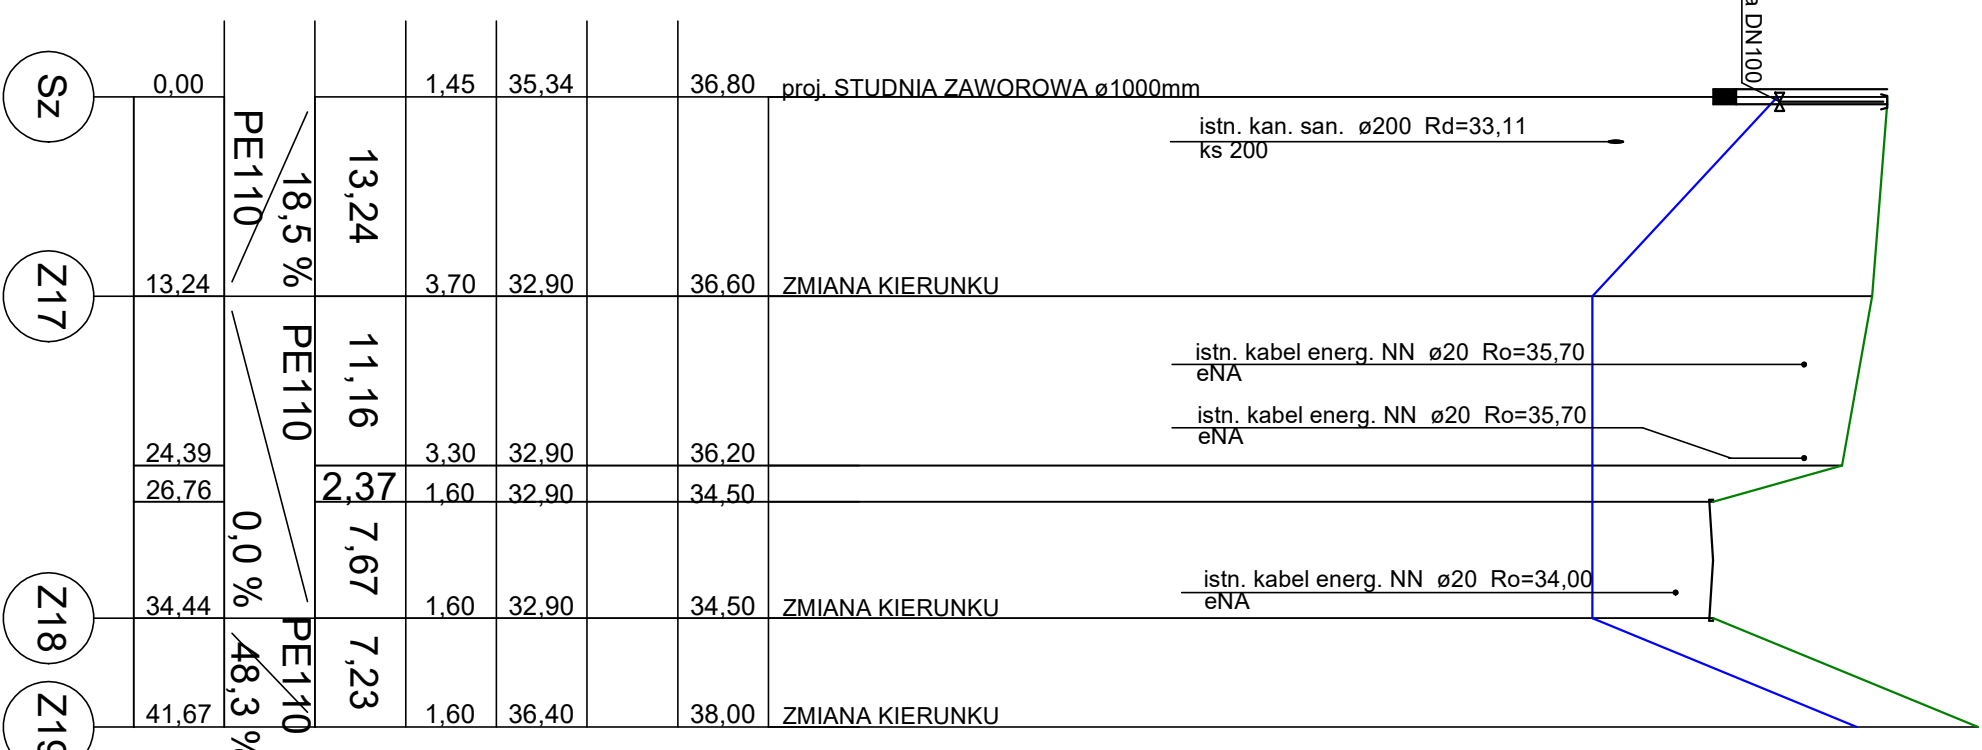 a DN100
Sz 0,00 1,45 35,34 36,80 proj. STUDNIA ZAWOROWA ø1000mm
PE110 18,5 % 13,24
istn. kan. san. ø200 Rd=33,11
ks 200
Z17 13,24 3,70 32,90 36,60 ZMIANA KIERUNKU
PE110 11,16
istn. kabel energ. NN ø20 Ro=35,70
eNA
istn. kabel energ. NN ø20 Ro=35,70
eNA
24,39 3,30 32,90 36,20
2,37
26,76 1,60 32,90 34,50
0,0 % 7,67
istn. kabel energ. NN ø20 Ro=34,00
eNA
Z18 34,44 1,60 32,90 34,50 ZMIANA KIERUNKU
48,3 % PE110 7,23
Z19 41,67 1,60 36,40 38,00 ZMIANA KIERUNKU